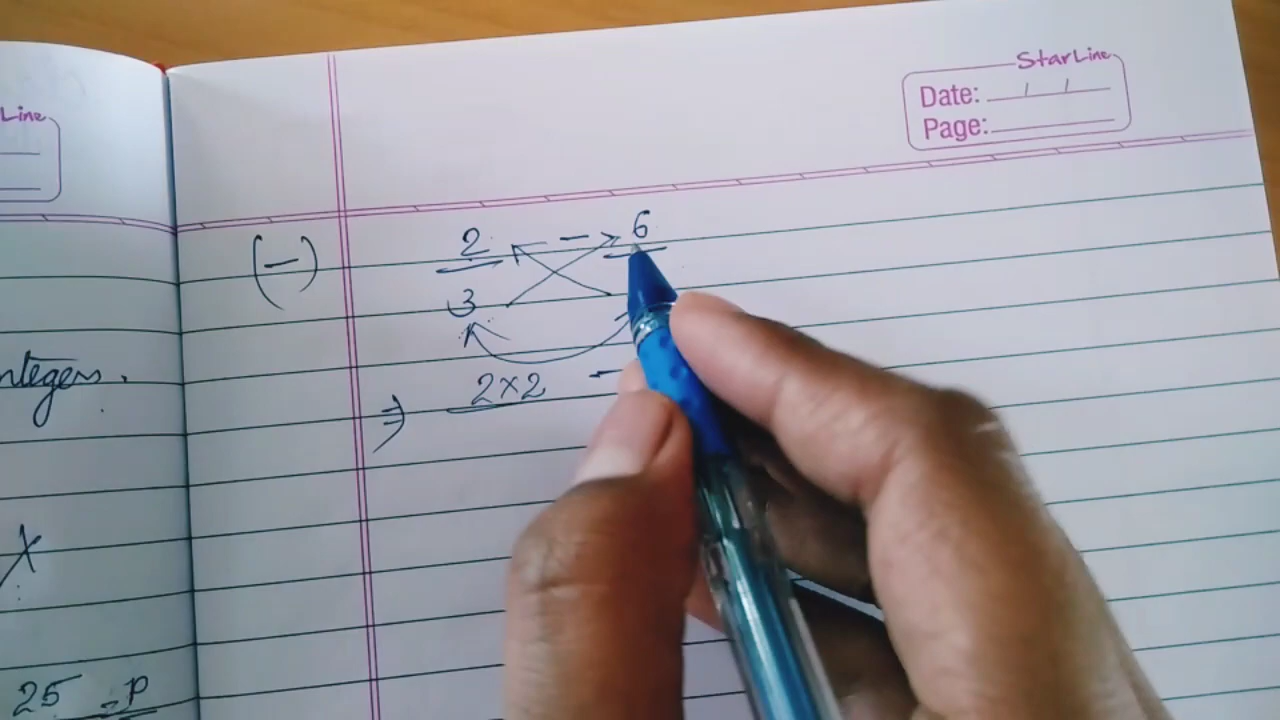 Line
StarLine
Date: / /
Page:
(−) 2 − 6
3
ntegers.
⇒ 2×2 −
X
25 - P